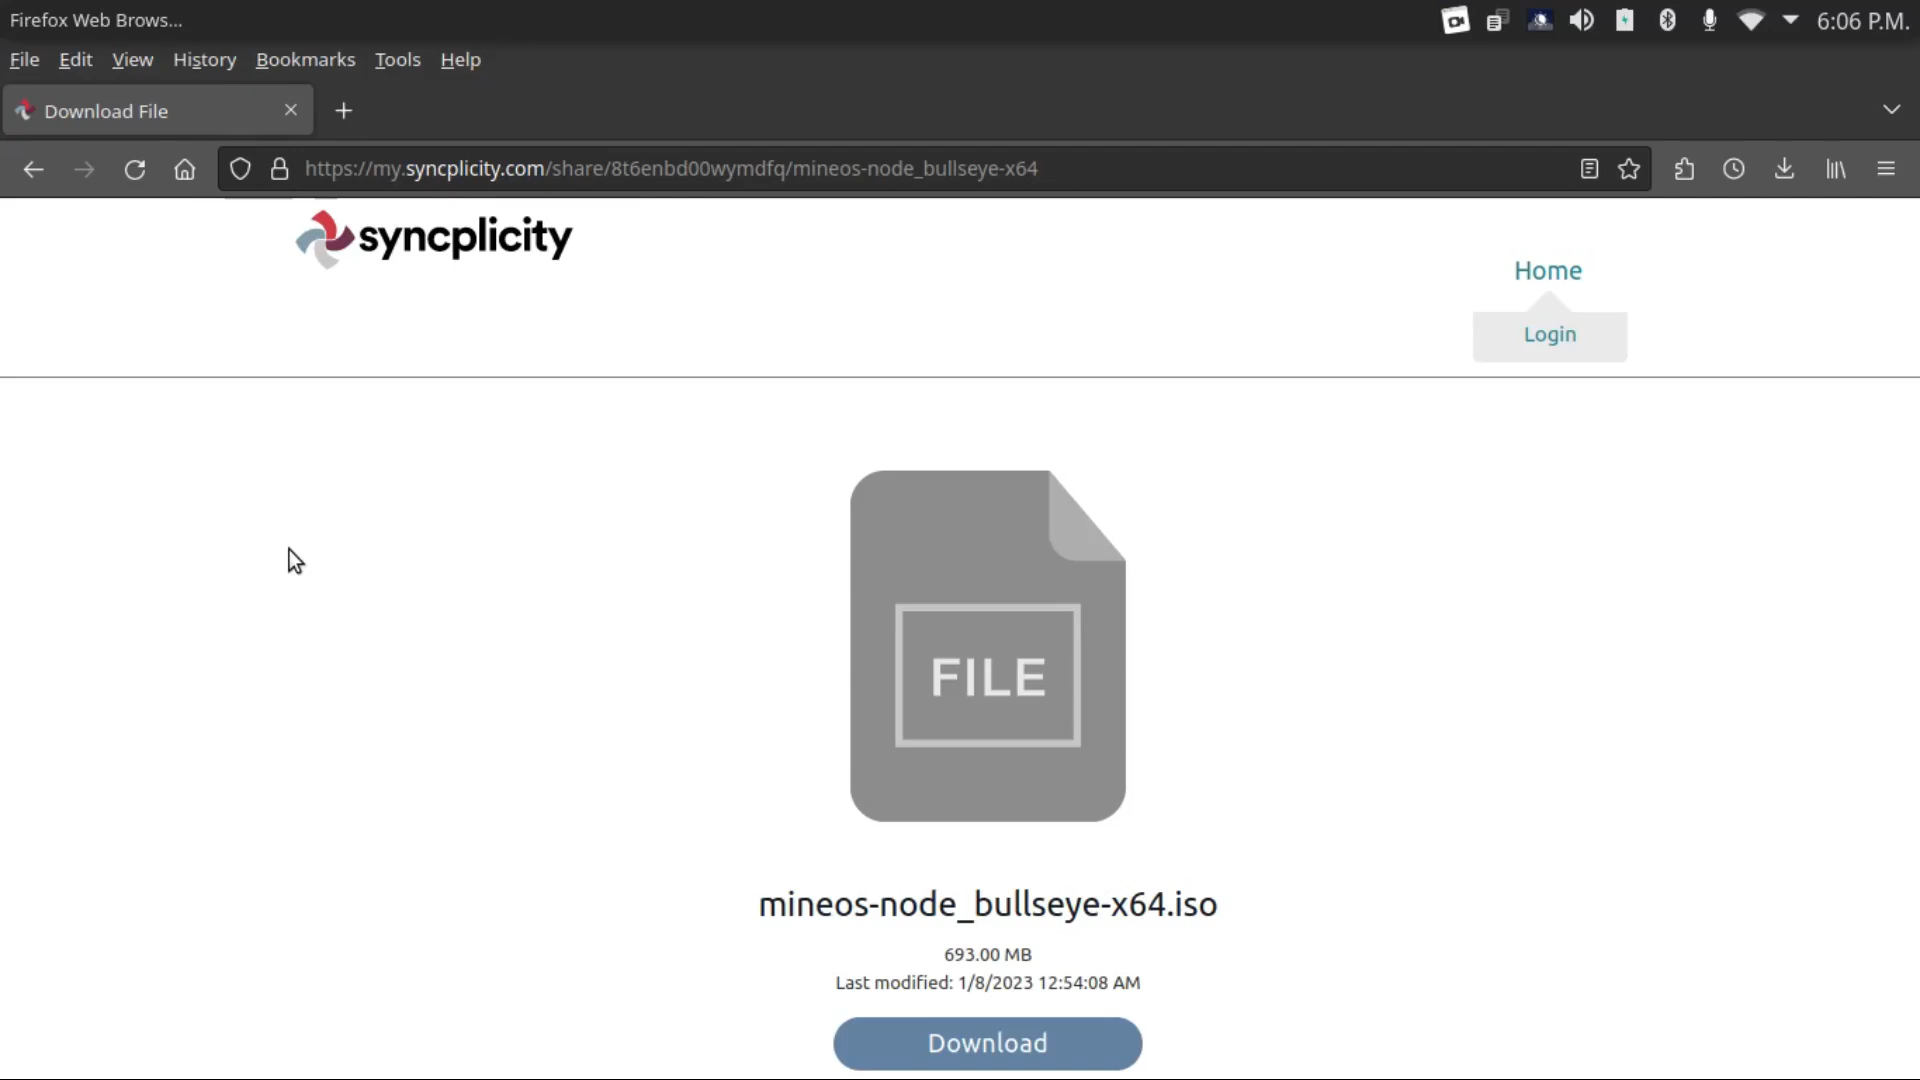 Firefox Web Brows...
6:06 P.M.
File Edit View History Bookmarks Tools Help
Download File
https://my.syncplicity.com/share/8t6enbd00wymdfq/mineos-node_bullseye-x64
syncplicity
Home
Login
FILE
mineos-node_bullseye-x64.iso
693.00 MB
Last modified: 1/8/2023 12:54:08 AM
Download